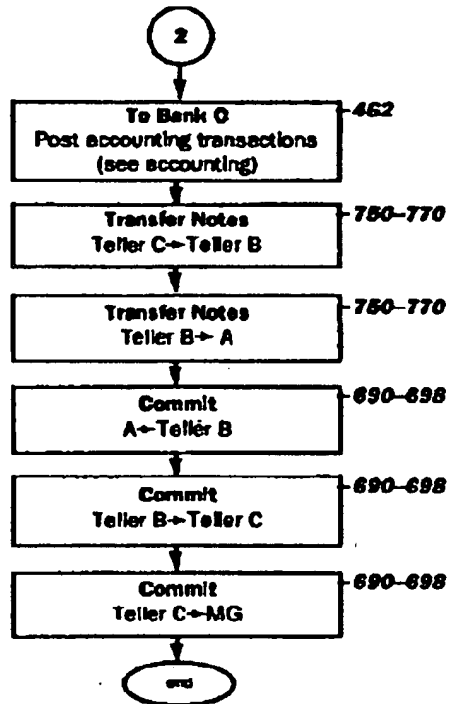 2
To Bank C
462
Post accounting transactions
(see accounting)
Transfer Notes
750–770
Teller C→Teller B
Transfer Notes
750–770
Teller B→ A
Commit
690–698
A←Teller B
Commit
690–698
Teller B→Teller C
Commit
690–698
Teller C→MG
end